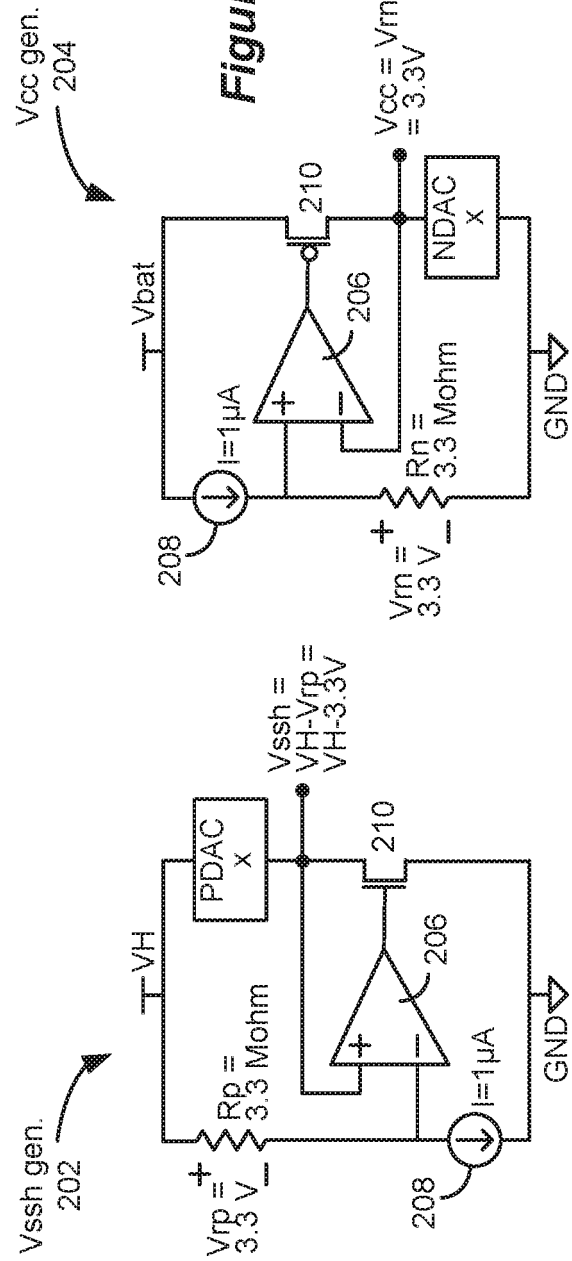 Vssh gen.
202
VH
Vrp =
3.3 V
+
−
Rp =
3.3 Mohm
PDAC
x
Vssh =
VH-Vrp =
VH-3.3V
+
−
206
210
208
I=1µA
GND
Vcc gen.
204
Vbat
208
I=1µA
+
−
206
210
Vrn =
3.3 V
+
−
Rn =
3.3 Mohm
Vcc = Vrn
= 3.3V
NDAC
x
GND